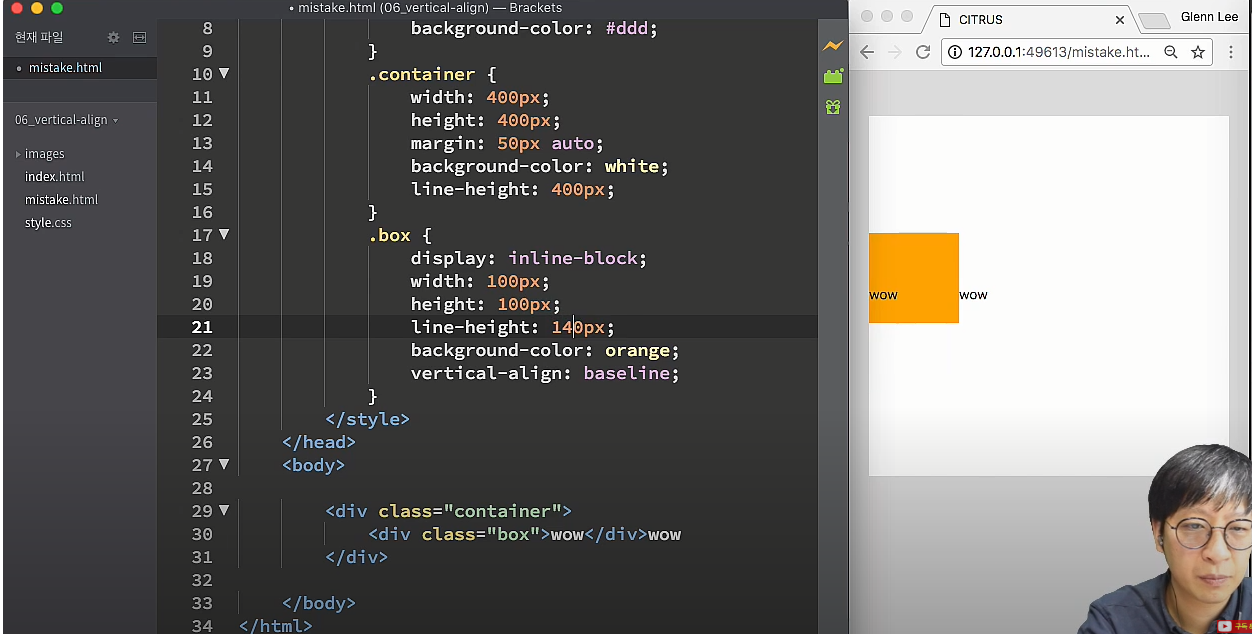 • mistake.html (06_vertical-align) — Brackets
현재 파일
• mistake.html
06_vertical-align
images
index.html
mistake.html
style.css
8 background-color: #ddd;
9 }
10 .container {
11 width: 400px;
12 height: 400px;
13 margin: 50px auto;
14 background-color: white;
15 line-height: 400px;
16 }
17 .box {
18 display: inline-block;
19 width: 100px;
20 height: 100px;
21 line-height: 140px;
22 background-color: orange;
23 vertical-align: baseline;
24 }
25 </style>
26 </head>
27 <body>
28
29 <div class="container">
30 <div class="box">wow</div>wow
31 </div>
32
33 </body>
34 </html>
CITRUS
Glenn Lee
127.0.0.1:49613/mistake.ht...
wow wow
구독